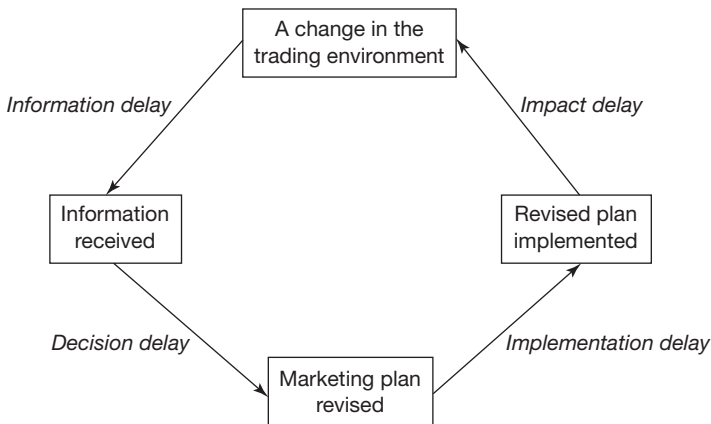 A change in the
trading environment
Information delay
Impact delay
Information
received
Revised plan
implemented
Decision delay
Implementation delay
Marketing plan
revised